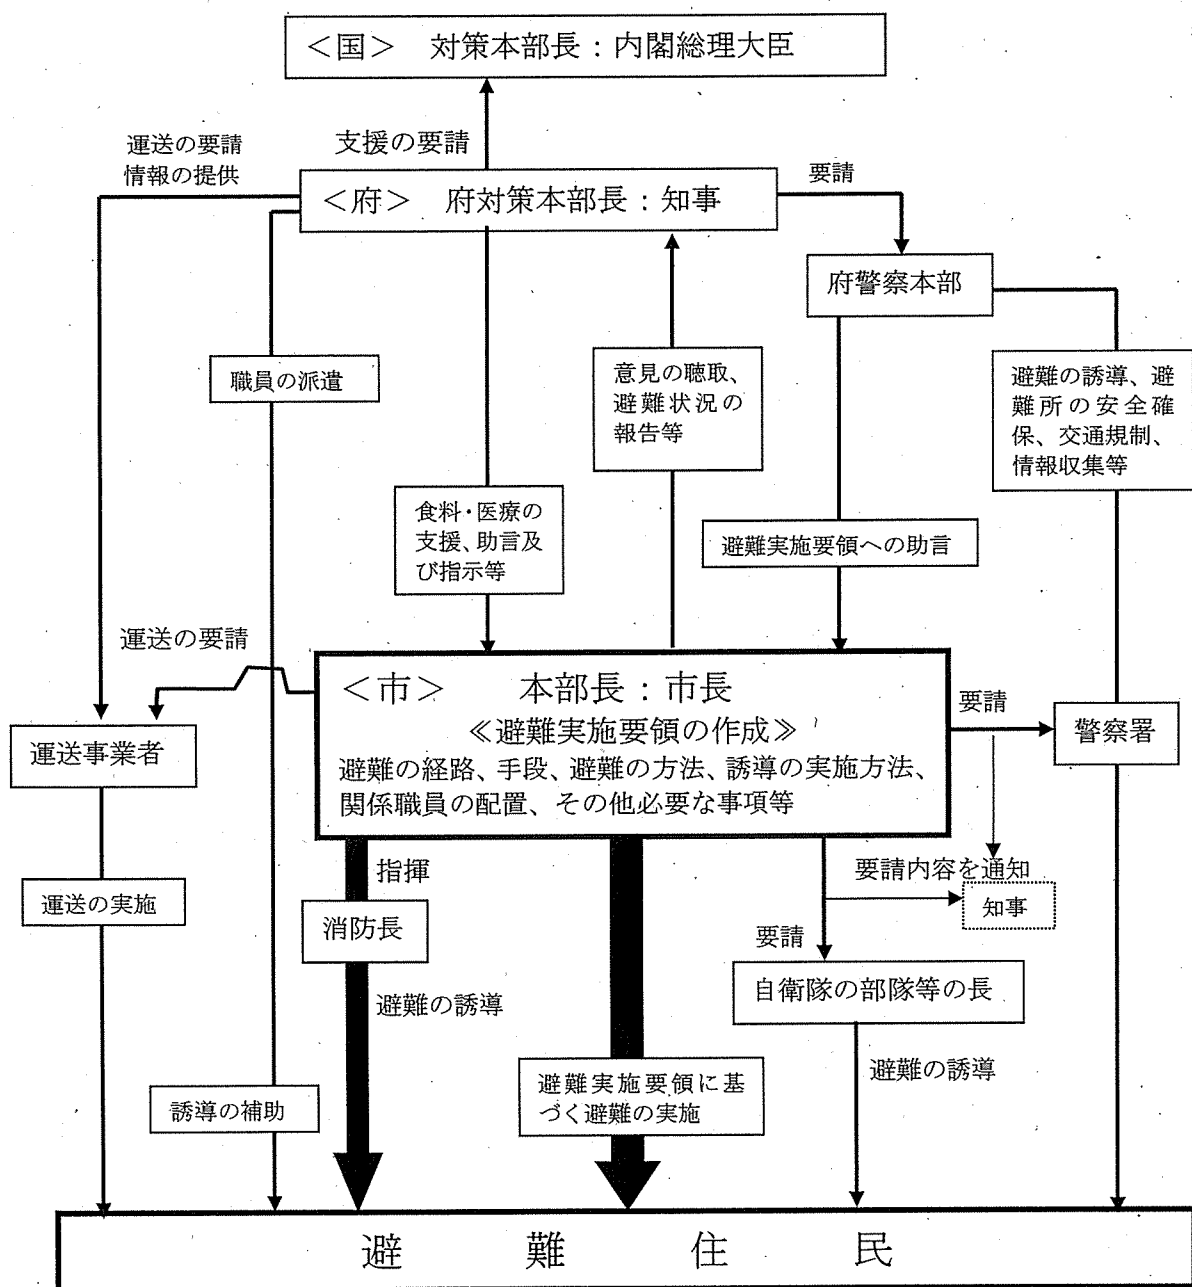 <国>　対策本部長：内閣総理大臣
運送の要請
情報の提供
支援の要請
<府>　府対策本部長：知事
要請
府警察本部
職員の派遣
意見の聴取、
避難状況の
報告等
避難の誘導、避
難所の安全確
保、交通規制、
情報収集等
食料・医療の
支援、助言及
び指示等
避難実施要領への助言
運送の要請
<市>　　本部長：市長
≪避難実施要領の作成≫
避難の経路、手段、避難の方法、誘導の実施方法、
関係職員の配置、その他必要な事項等
要請
警察署
運送事業者
指揮
要請内容を通知
知事
運送の実施
消防長
要請
自衛隊の部隊等の長
避難の誘導
避難の誘導
避難実施要領に基
づく避難の実施
誘導の補助
避　難　住　民